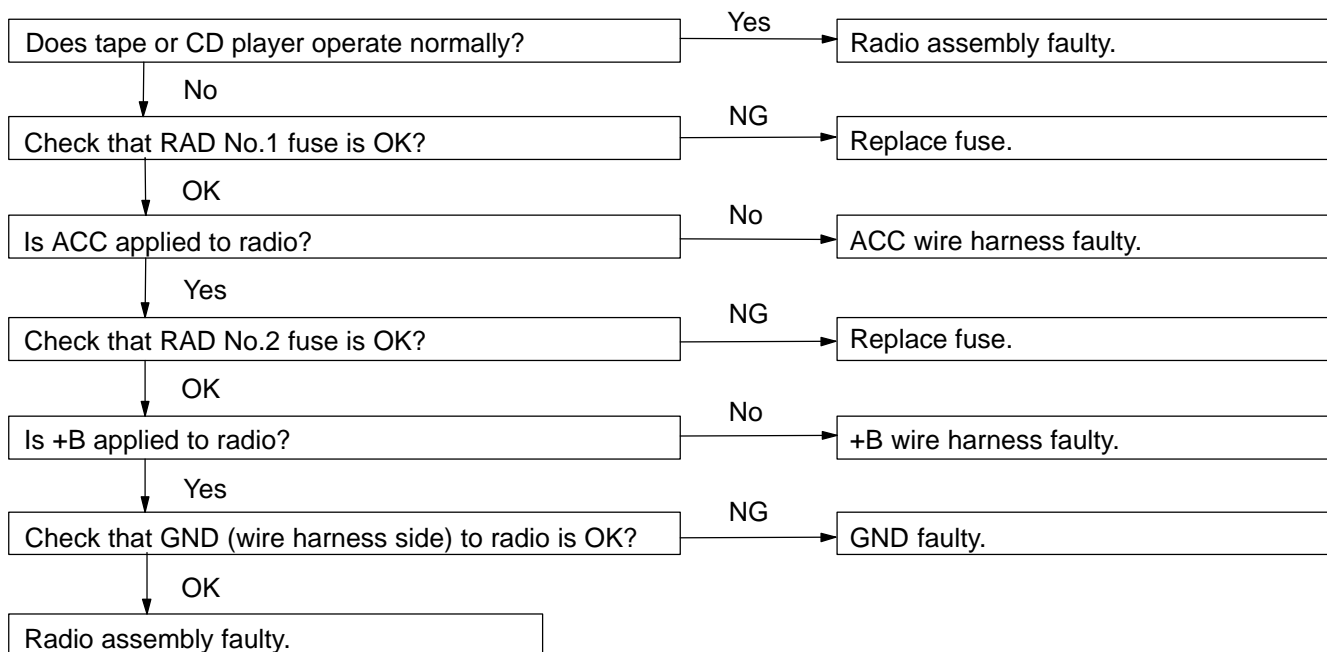 Does tape or CD player operate normally?
Yes
Radio assembly faulty.
No
Check that RAD No.1 fuse is OK?
NG
Replace fuse.
OK
Is ACC applied to radio?
No
ACC wire harness faulty.
Yes
Check that RAD No.2 fuse is OK?
NG
Replace fuse.
OK
Is +B applied to radio?
No
+B wire harness faulty.
Yes
Check that GND (wire harness side) to radio is OK?
NG
GND faulty.
OK
Radio assembly faulty.